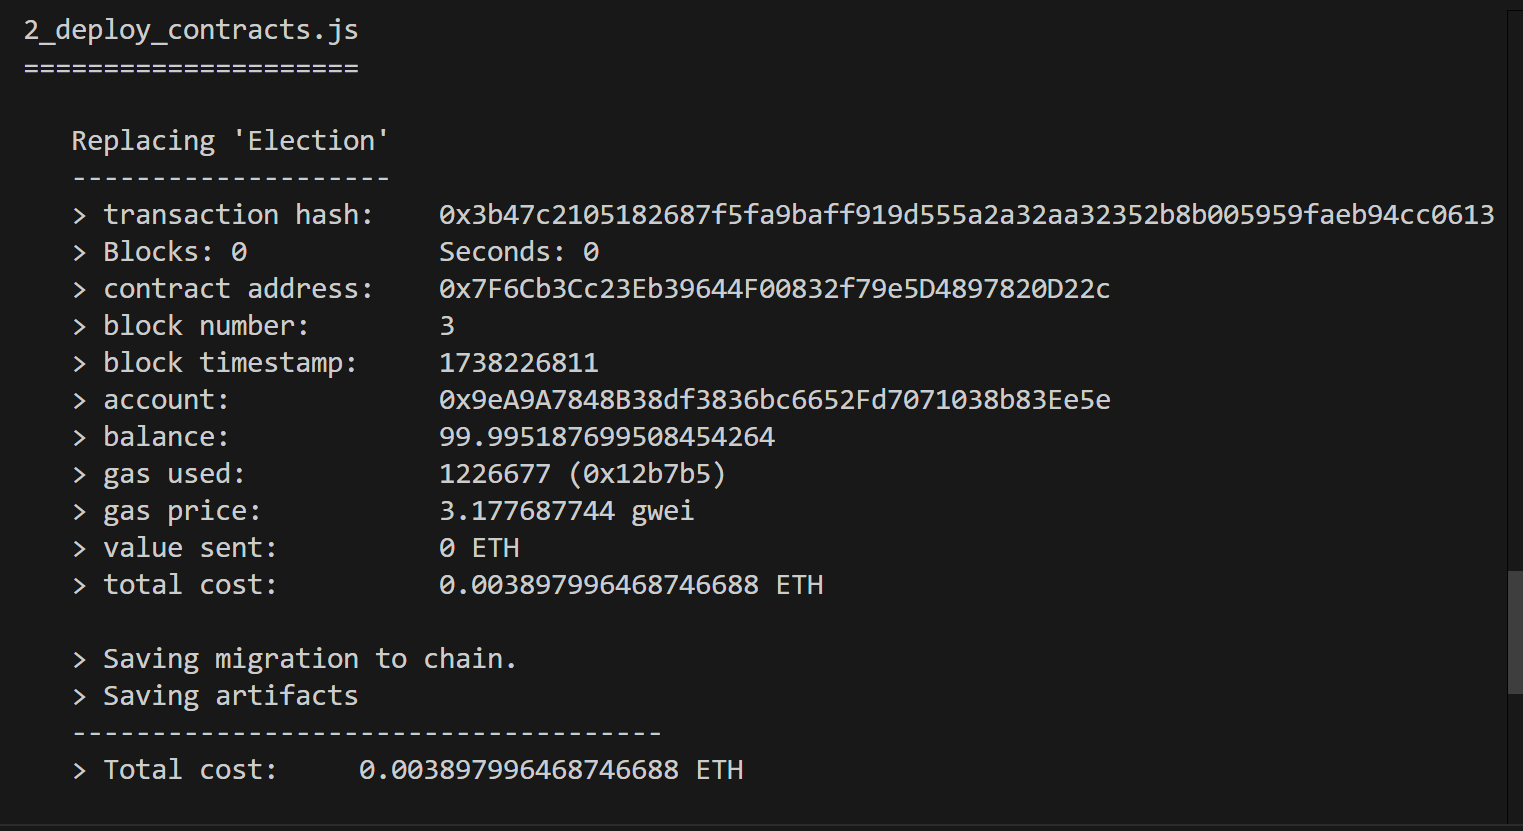 2_deploy_contracts.js
=====================
Replacing 'Election'
--------------------
> transaction hash:    0x3b47c2105182687f5fa9baff919d555a2a32aa32352b8b005959faeb94cc0613
> Blocks: 0            Seconds: 0
> contract address:    0x7F6Cb3Cc23Eb39644F00832f79e5D4897820D22c
> block number:        3
> block timestamp:     1738226811
> account:             0x9eA9A7848B38df3836bc6652Fd7071038b83Ee5e
> balance:             99.995187699508454264
> gas used:            1226677 (0x12b7b5)
> gas price:           3.177687744 gwei
> value sent:          0 ETH
> total cost:          0.003897996468746688 ETH
> Saving migration to chain.
> Saving artifacts
-------------------------------------
> Total cost:     0.003897996468746688 ETH